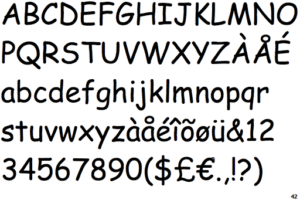 ABCDEFGHIJKLMNO
PQRSTUVWXYZÀÅÉ
abcdefghijklmnopqr
stuvwxyzàåéîõøü&12
34567890($£€.,!?)
42